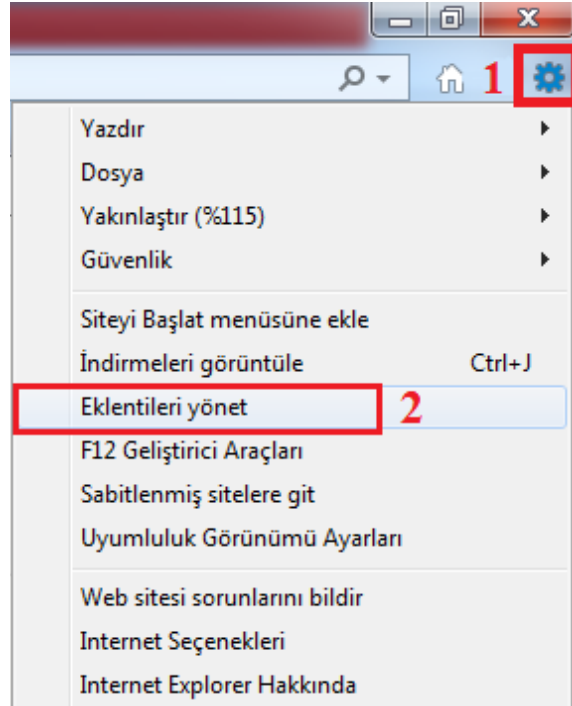 1
Yazdır
Dosya
Yakınlaştır (%115)
Güvenlik
Siteyi Başlat menüsüne ekle
İndirmeleri görüntüle Ctrl+J
Eklentileri yönet 2
F12 Geliştirici Araçları
Sabitlenmiş sitelere git
Uyumluluk Görünümü Ayarları
Web sitesi sorunlarını bildir
Internet Seçenekleri
Internet Explorer Hakkında